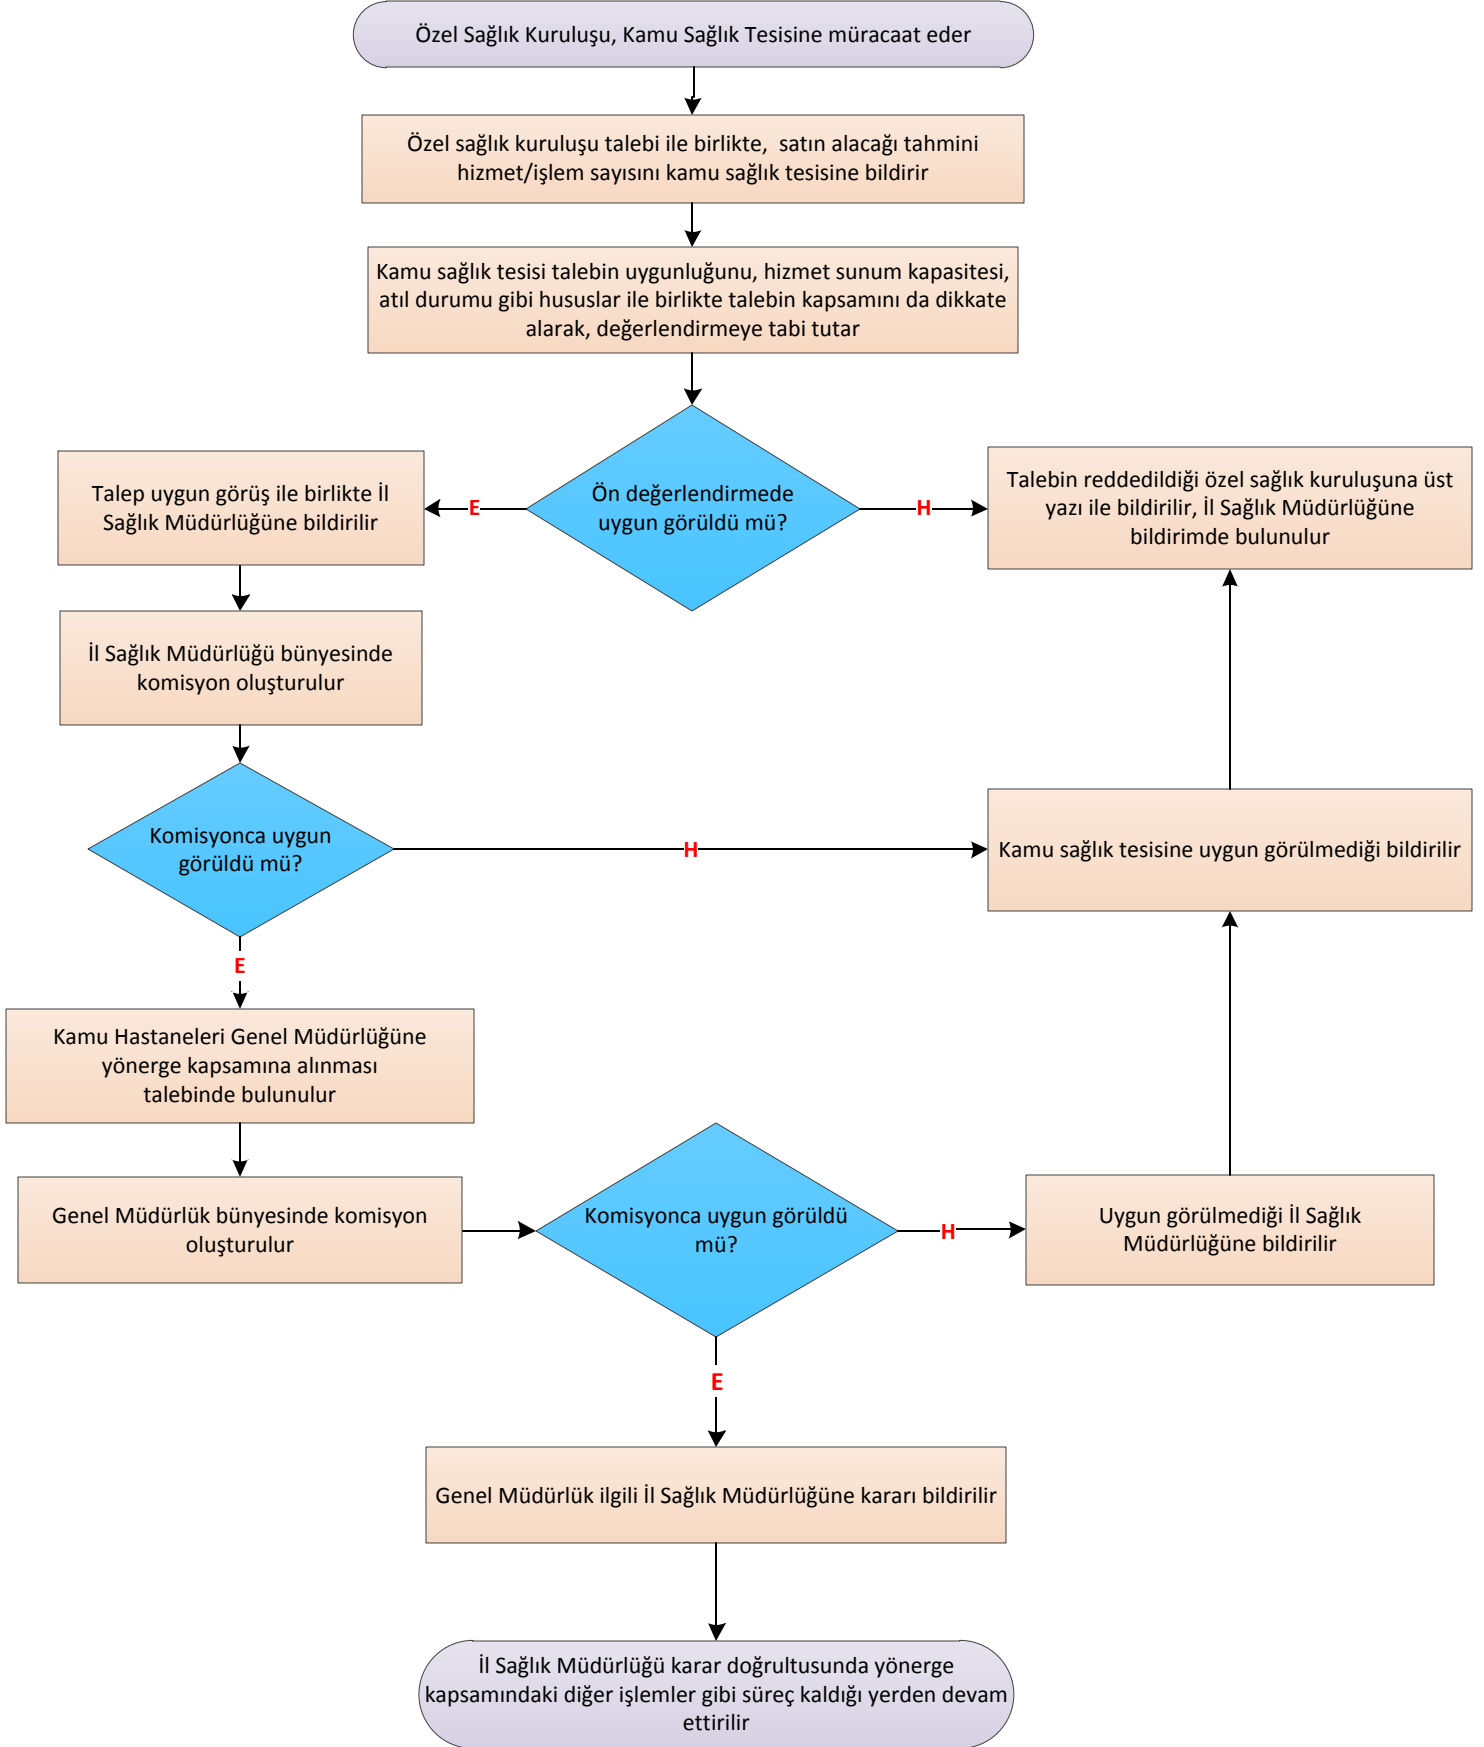 Özel Sağlık Kuruluşu, Kamu Sağlık Tesisine müracaat eder
Özel sağlık kuruluşu talebi ile birlikte, satın alacağı tahmini
hizmet/işlem sayısını kamu sağlık tesisine bildirir
Kamu sağlık tesisi talebin uygunluğunu, hizmet sunum kapasitesi,
atıl durumu gibi hususlar ile birlikte talebin kapsamını da dikkate
alarak, değerlendirmeye tabi tutar
Ön değerlendirmede
uygun görüldü mü?
E
H
Talep uygun görüş ile birlikte İl
Sağlık Müdürlüğüne bildirilir
Talebin reddedildiği özel sağlık kuruluşuna üst
yazı ile bildirilir, İl Sağlık Müdürlüğüne
bildirimde bulunulur
İl Sağlık Müdürlüğü bünyesinde
komisyon oluşturulur
Komisyonca uygun
görüldü mü?
H
Kamu sağlık tesisine uygun görülmediği bildirilir
E
Kamu Hastaneleri Genel Müdürlüğüne
yönerge kapsamına alınması
talebinde bulunulur
Genel Müdürlük bünyesinde komisyon
oluşturulur
Komisyonca uygun görüldü
mü?
H
Uygun görülmediği İl Sağlık
Müdürlüğüne bildirilir
E
Genel Müdürlük ilgili İl Sağlık Müdürlüğüne kararı bildirilir
İl Sağlık Müdürlüğü karar doğrultusunda yönerge
kapsamındaki diğer işlemler gibi süreç kaldığı yerden devam
ettirilir